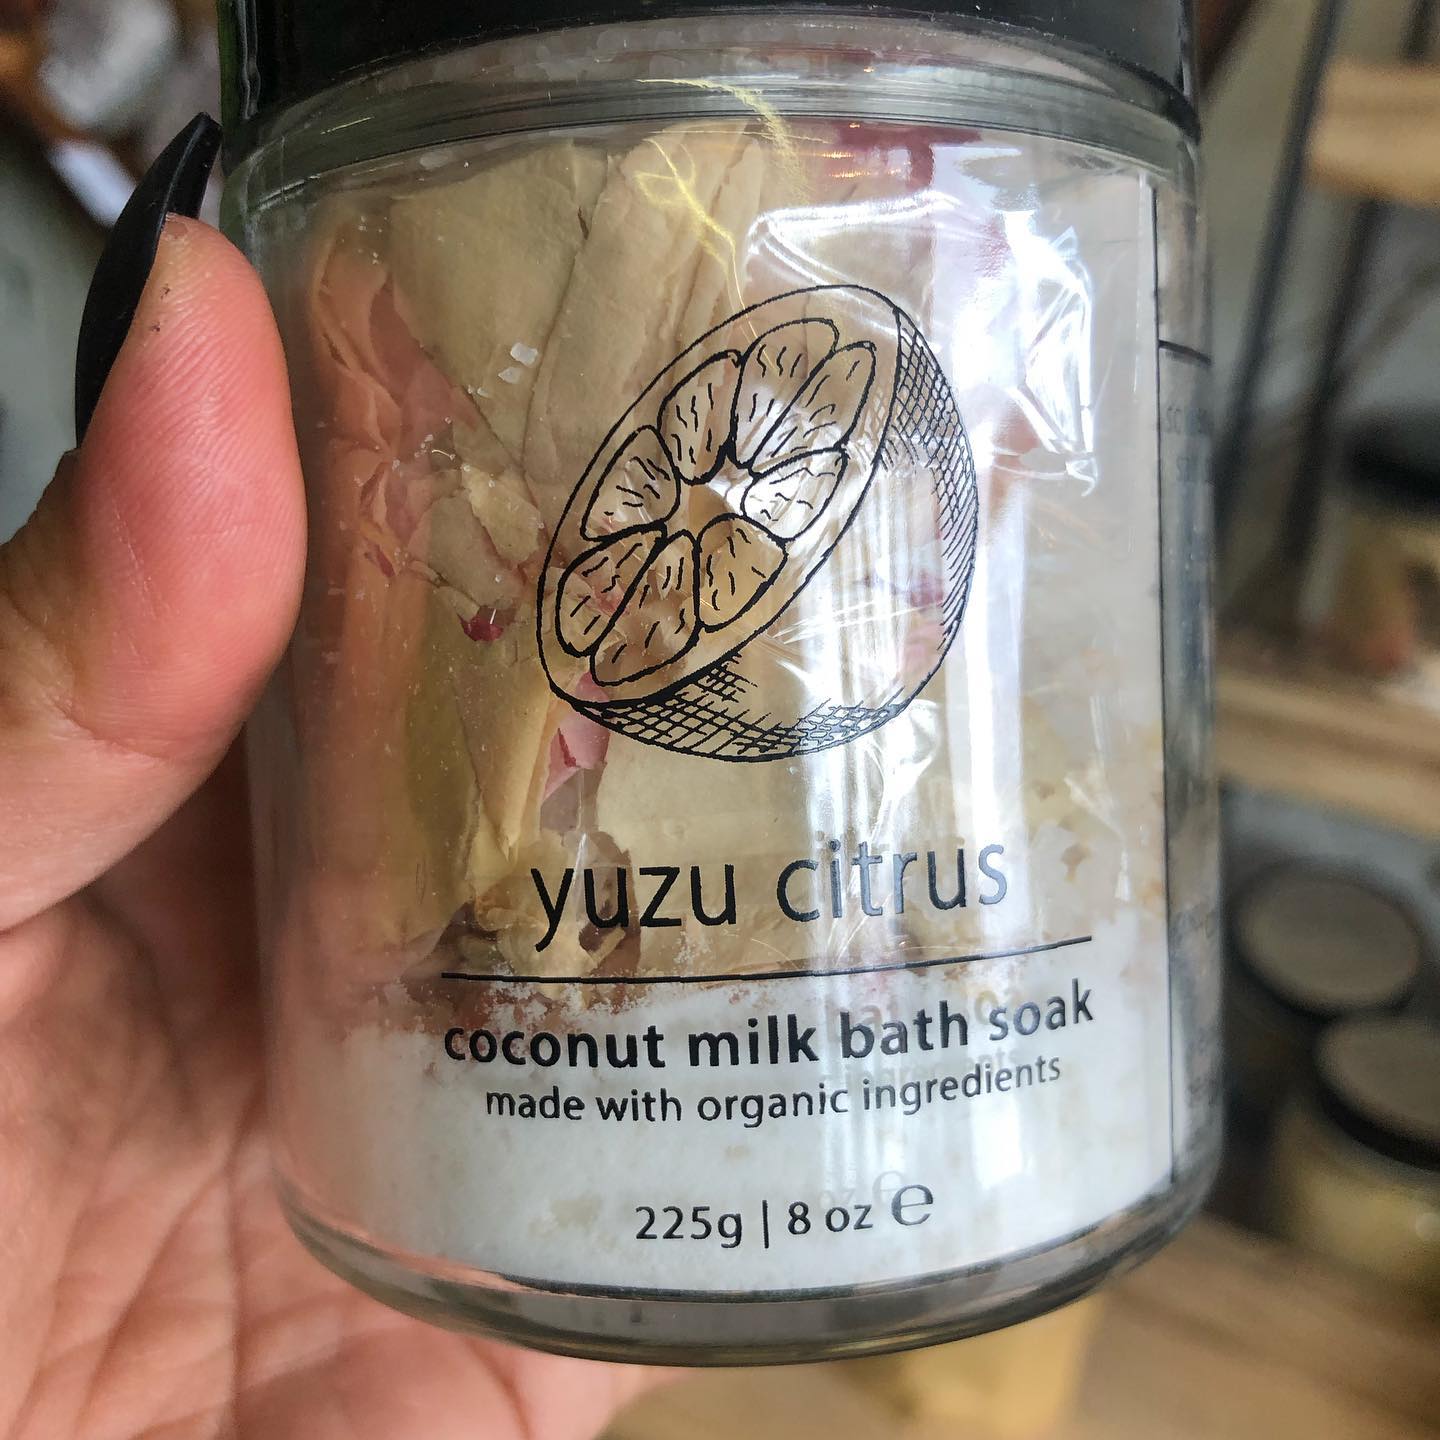 yuzu citrus
coconut milk bath soak
made with organic ingredients
225g | 8 oz ℮